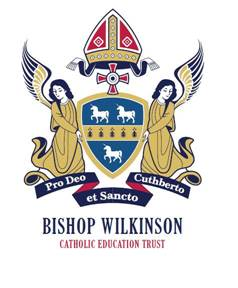 Pro Deo et Sancto Cuthberto
BISHOP WILKINSON
CATHOLIC EDUCATION TRUST